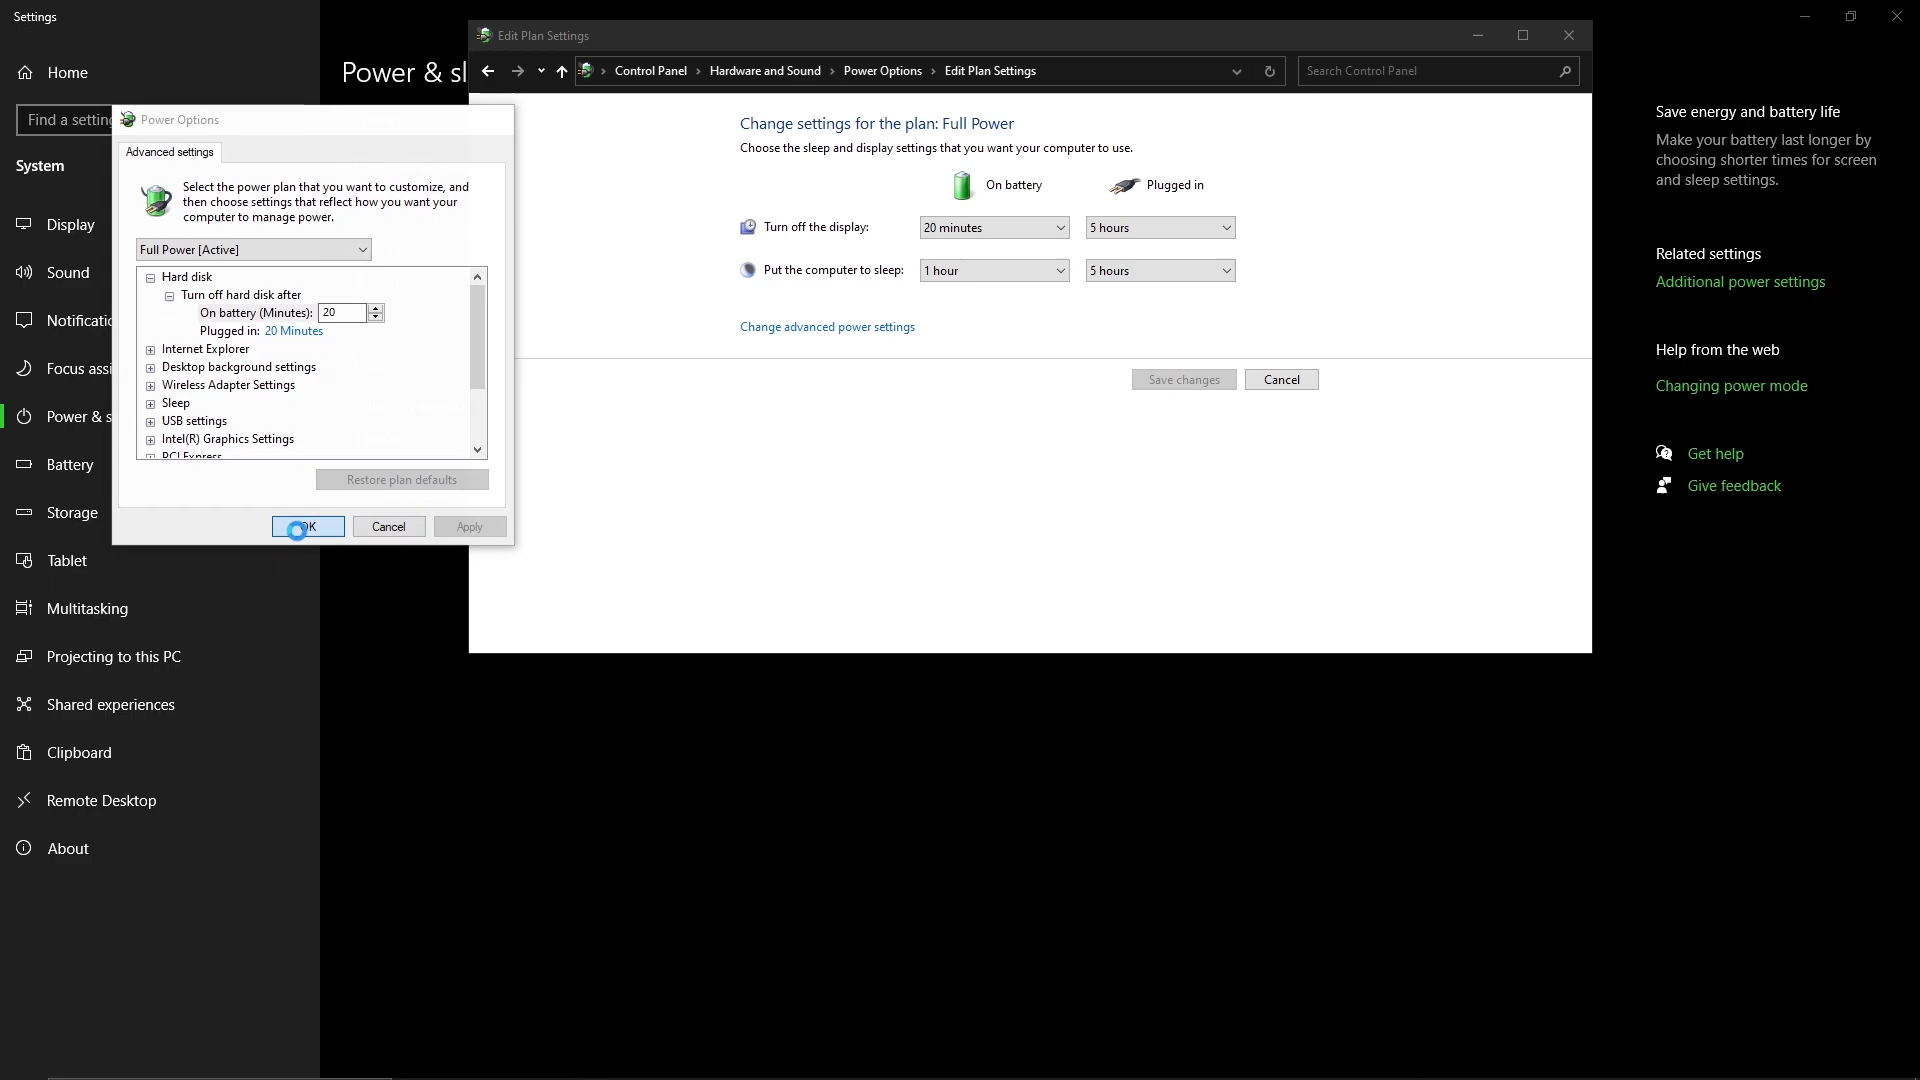 Settings
Home
Find a setting
System
Display
Sound
Notificatio
Focus assi
Power & s
Battery
Storage
Tablet
Multitasking
Projecting to this PC
Shared experiences
Clipboard
Remote Desktop
About
Power & sl
Power Options
Advanced settings
Select the power plan that you want to customize, and
then choose settings that reflect how you want your
computer to manage power.
Full Power [Active]
Hard disk
Turn off hard disk after
On battery (Minutes): 20
Plugged in: 20 Minutes
Internet Explorer
Desktop background settings
Wireless Adapter Settings
Sleep
USB settings
Intel(R) Graphics Settings
PCI Express
Restore plan defaults
OK Cancel Apply
Edit Plan Settings
Control Panel Hardware and Sound Power Options Edit Plan Settings
Search Control Panel
Change settings for the plan: Full Power
Choose the sleep and display settings that you want your computer to use.
On battery Plugged in
Turn off the display: 20 minutes 5 hours
Put the computer to sleep: 1 hour 5 hours
Change advanced power settings
Save changes Cancel
Save energy and battery life
Make your battery last longer by
choosing shorter times for screen
and sleep settings.
Related settings
Additional power settings
Help from the web
Changing power mode
Get help
Give feedback